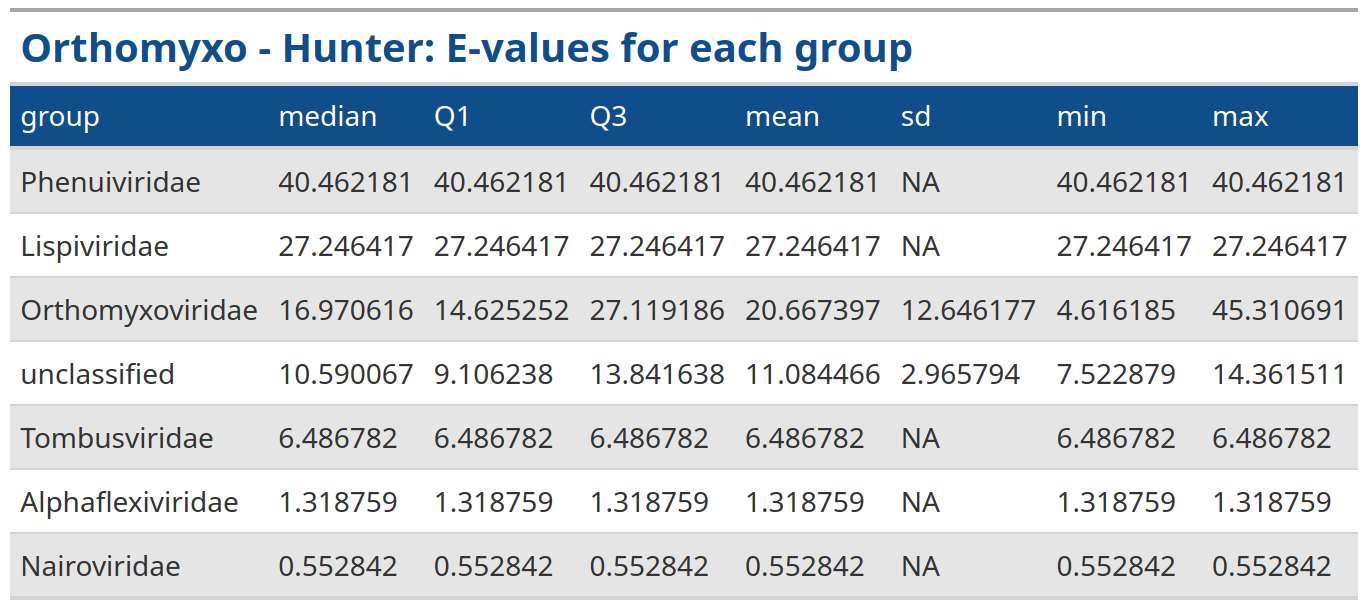 Orthomyxo - Hunter: E-values for each group
group median Q1 Q3 mean sd min max
Phenuiviridae 40.462181 40.462181 40.462181 40.462181 NA 40.462181 40.462181
Lispiviridae 27.246417 27.246417 27.246417 27.246417 NA 27.246417 27.246417
Orthomyxoviridae 16.970616 14.625252 27.119186 20.667397 12.646177 4.616185 45.310691
unclassified 10.590067 9.106238 13.841638 11.084466 2.965794 7.522879 14.361511
Tombusviridae 6.486782 6.486782 6.486782 6.486782 NA 6.486782 6.486782
Alphaflexiviridae 1.318759 1.318759 1.318759 1.318759 NA 1.318759 1.318759
Nairoviridae 0.552842 0.552842 0.552842 0.552842 NA 0.552842 0.552842